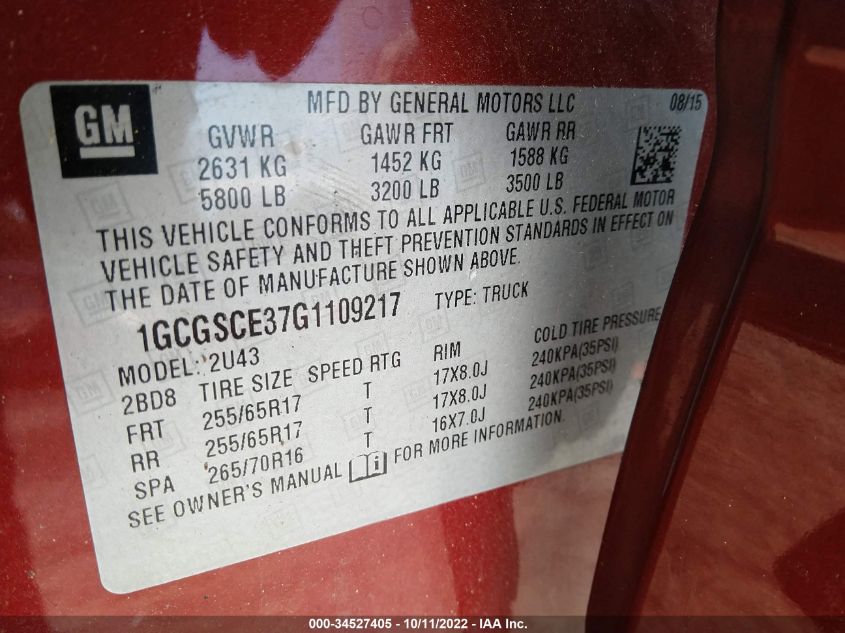 GM
MFD BY GENERAL MOTORS LLC 08/15
GVWR GAWR FRT GAWR RR
2631 KG 1452 KG 1588 KG
5800 LB 3200 LB 3500 LB
THIS VEHICLE CONFORMS TO ALL APPLICABLE U.S. FEDERAL MOTOR
VEHICLE SAFETY AND THEFT PREVENTION STANDARDS IN EFFECT ON
THE DATE OF MANUFACTURE SHOWN ABOVE.
1GCGSCE37G1109217 TYPE: TRUCK
MODEL: 2U43
2BD8 TIRE SIZE SPEED RTG RIM COLD TIRE PRESSURE
FRT 255/65R17 T 17X8.0J 240KPA(35PSI)
RR 255/65R17 T 17X8.0J 240KPA(35PSI)
SPA 265/70R16 T 16X7.0J 240KPA(35PSI)
SEE OWNER'S MANUAL FOR MORE INFORMATION.
000-34527405 - 10/11/2022 - IAA Inc.